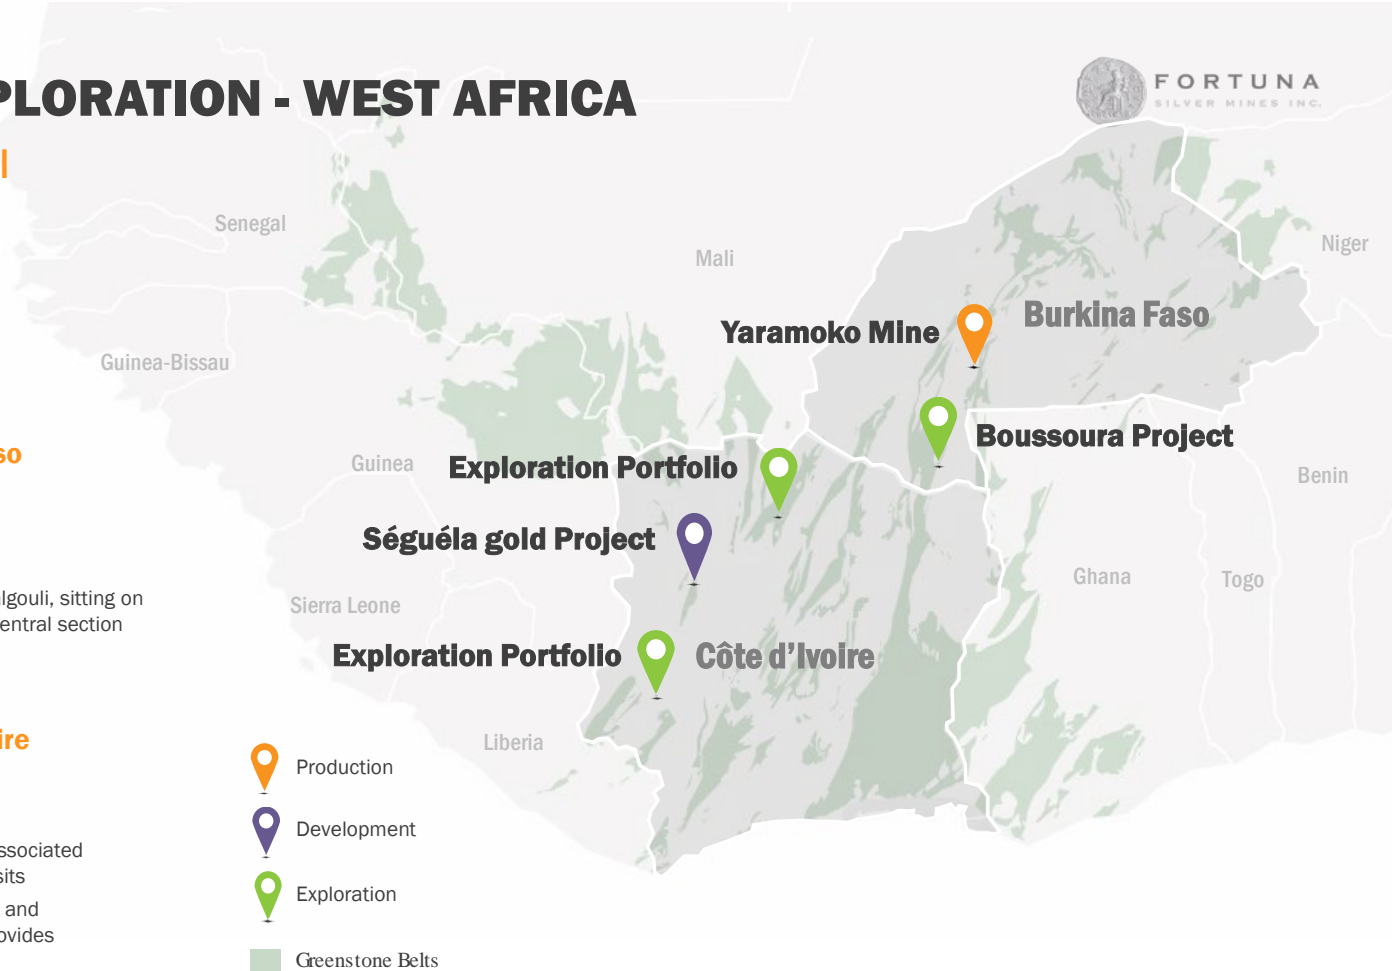 PLORATION - WEST AFRICA
FORTUNA
SILVER MINES INC.
Senegal
Mali
Niger
Burkina Faso
Yaramoko Mine
Guinea-Bissau
Boussoura Project
so
Guinea
Exploration Portfolio
Benin
Séguéla gold Project
Ghana
Togo
lgouli, sitting on
entral section
Sierra Leone
Exploration Portfolio
Côte d'Ivoire
ire
Liberia
Production
Development
ssociated
sits
Exploration
and
ovides
Greenstone Belts